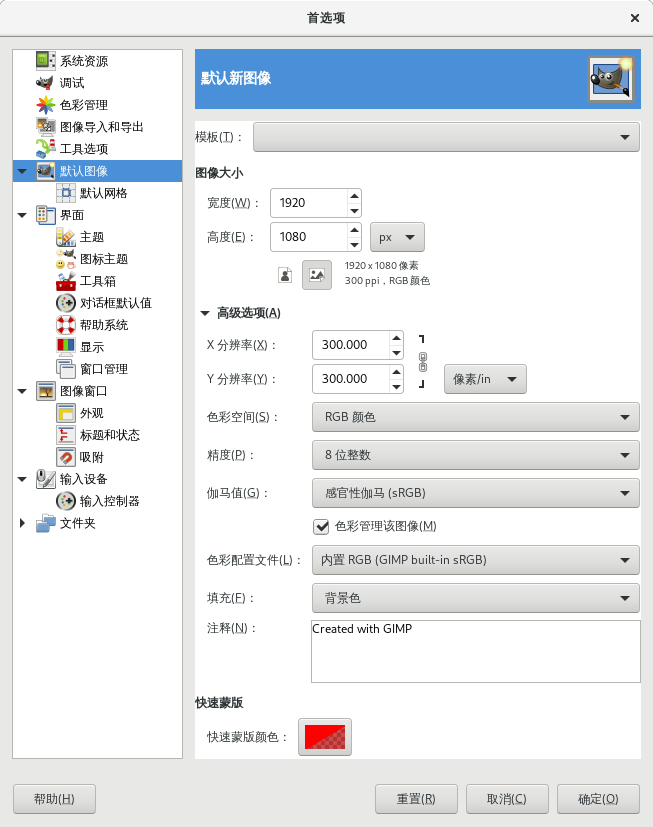 首选项
系统资源
调试
色彩管理
图像导入和导出
工具选项
默认图像
默认网格
界面
主题
图标主题
工具箱
对话框默认值
帮助系统
显示
窗口管理
图像窗口
外观
标题和状态
吸附
输入设备
输入控制器
文件夹
默认新图像
模板(T)：
图像大小
宽度(W)： 1920
高度(E)： 1080 px
1920 x 1080 像素
300 ppi，RGB 颜色
高级选项(A)
X 分辨率(X)： 300.000
Y 分辨率(Y)： 300.000 像素/in
色彩空间(S)： RGB 颜色
精度(P)： 8 位整数
伽马值(G)： 感官性伽马 (sRGB)
色彩管理该图像(M)
色彩配置文件(L)： 内置 RGB (GIMP built-in sRGB)
填充(F)： 背景色
注释(N)： Created with GIMP
快速蒙版
快速蒙版颜色：
帮助(H) 重置(R) 取消(C) 确定(O)